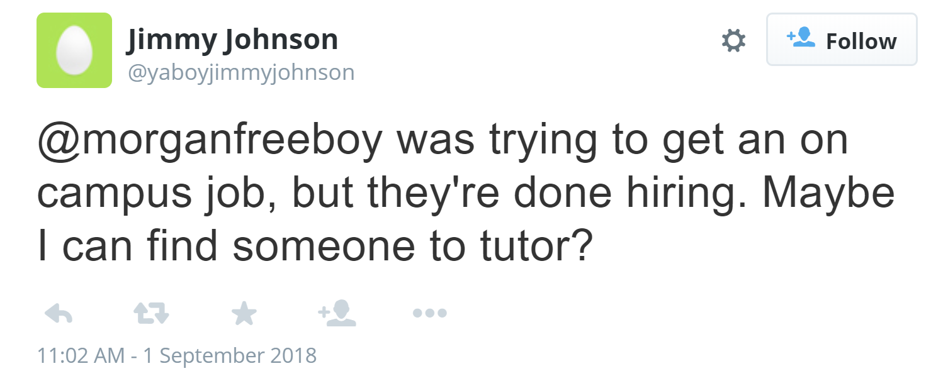 Jimmy Johnson
@yaboyjimmyjohnson
Follow
@morganfreeboy was trying to get an on
campus job, but they're done hiring. Maybe
I can find someone to tutor?
11:02 AM - 1 September 2018